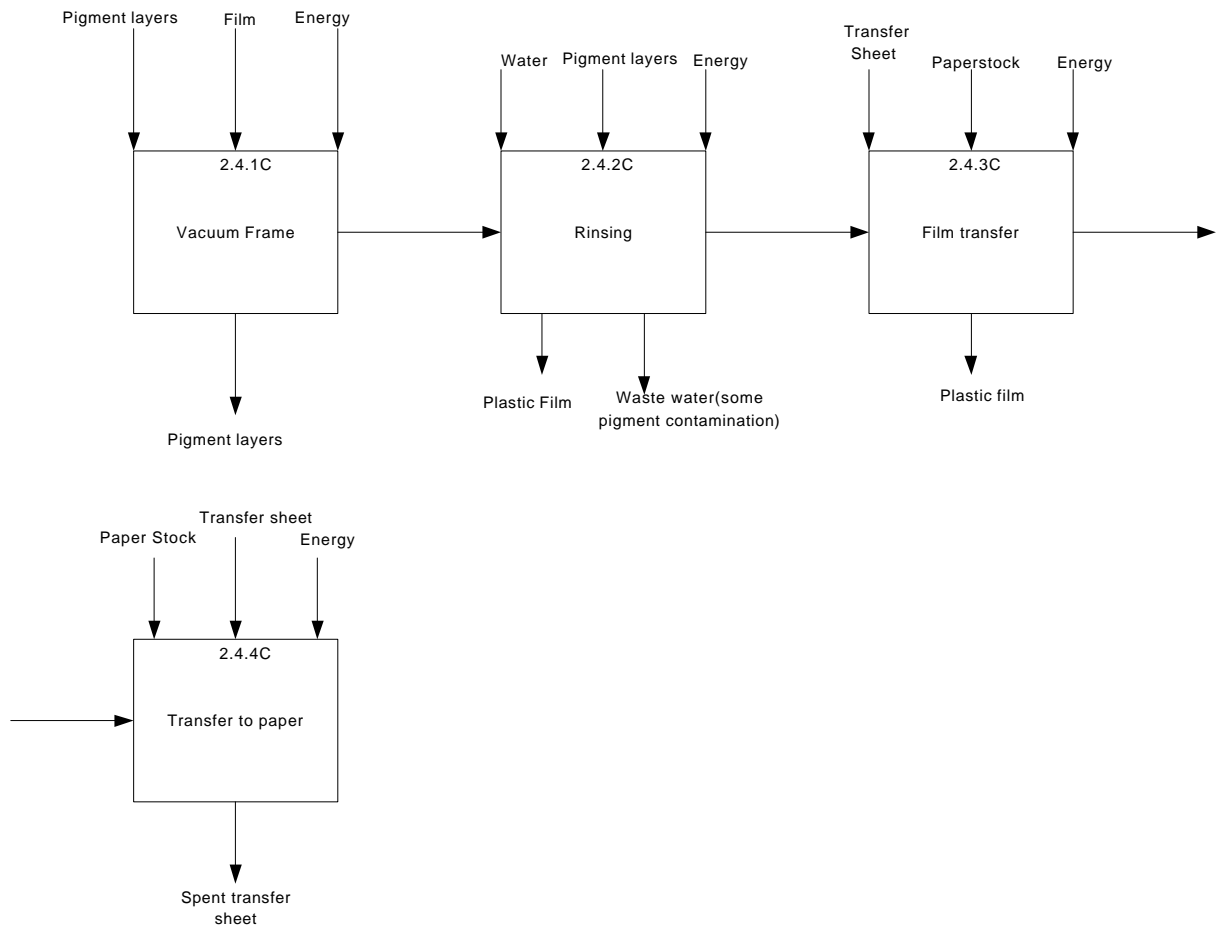 Pigment layers
Film
Energy
2.4.1C
Vacuum Frame
Pigment layers
Water
Pigment layers
Energy
2.4.2C
Rinsing
Plastic Film
Waste water(some
pigment contamination)
Transfer
Sheet
Paperstock
Energy
2.4.3C
Film transfer
Plastic film
Paper Stock
Transfer sheet
Energy
2.4.4C
Transfer to paper
Spent transfer
sheet